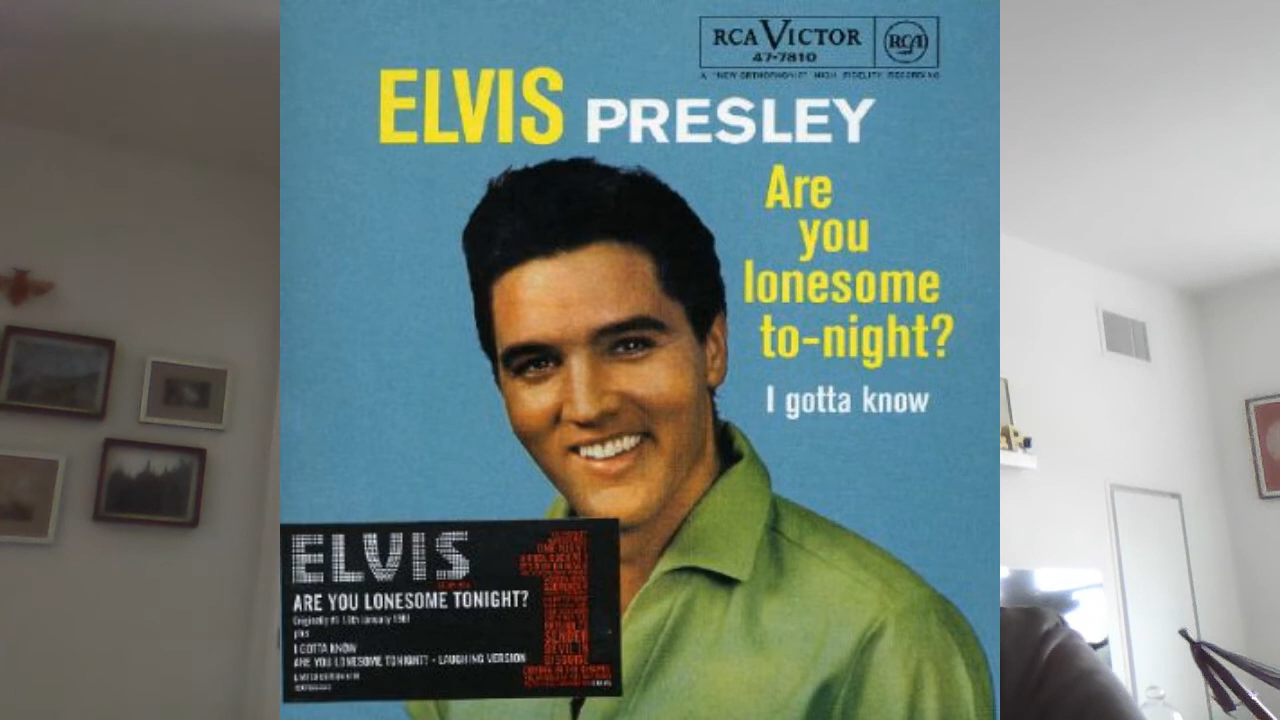 RCA VICTOR
47-7810
RCA
A "NEW ORTHOPHONIC" HIGH FIDELITY RECORDING
ELVIS PRESLEY
Are
you
lonesome
to-night?
I gotta know
ELVIS
ARE YOU LONESOME TONIGHT?
plus
I GOTTA KNOW
ARE YOU LONESOME TONIGHT? - LAUGHING VERSION
1